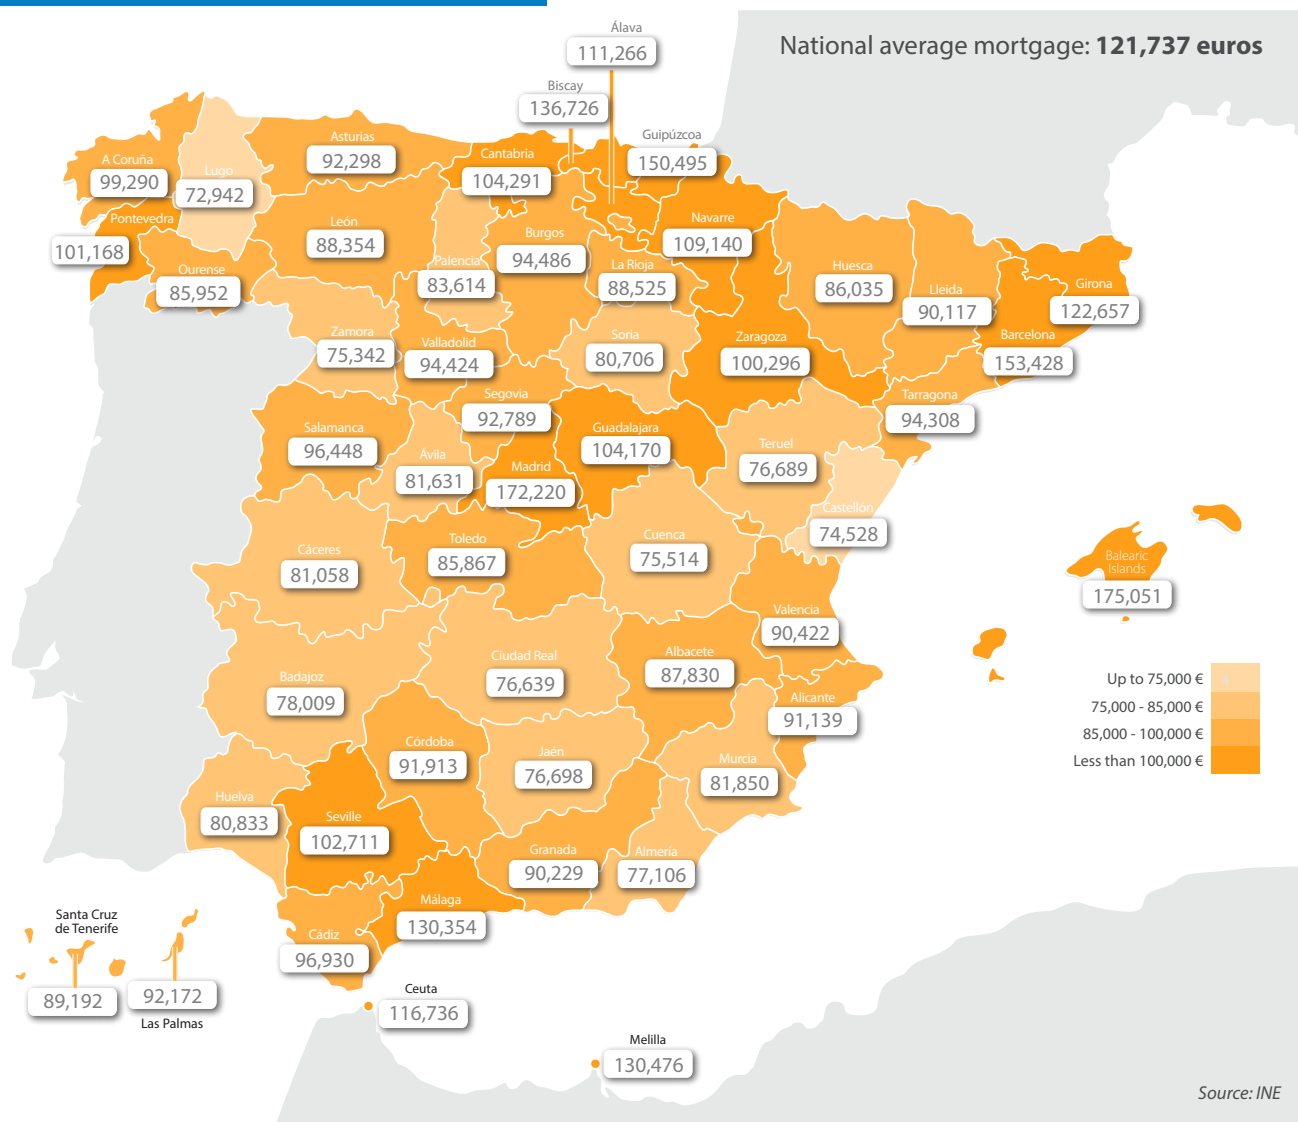 National average mortgage: 121,737 euros
Álava
111,266
Biscay
136,726
Guipúzcoa
150,495
Asturias
92,298
Cantabria
104,291
A Coruña
99,290
Lugo
72,942
Pontevedra
101,168
Ourense
85,952
León
88,354
Palencia
83,614
Burgos
94,486
La Rioja
88,525
Navarre
109,140
Huesca
86,035
Lleida
90,117
Girona
122,657
Barcelona
153,428
Zamora
75,342
Valladolid
94,424
Soria
80,706
Zaragoza
100,296
Tarragona
94,308
Segovia
92,789
Salamanca
96,448
Ávila
81,631
Madrid
172,220
Guadalajara
104,170
Teruel
76,689
Castellón
74,528
Cáceres
81,058
Toledo
85,867
Cuenca
75,514
Balearic
Islands
175,051
Valencia
90,422
Badajoz
78,009
Ciudad Real
76,639
Albacete
87,830
Alicante
91,139
Up to 75,000 €
75,000 - 85,000 €
85,000 - 100,000 €
Less than 100,000 €
Córdoba
91,913
Jaén
76,698
Murcia
81,850
Huelva
80,833
Seville
102,711
Granada
90,229
Almería
77,106
Málaga
130,354
Cádiz
96,930
Santa Cruz
de Tenerife
89,192
92,172
Las Palmas
Ceuta
116,736
Melilla
130,476
Source: INE